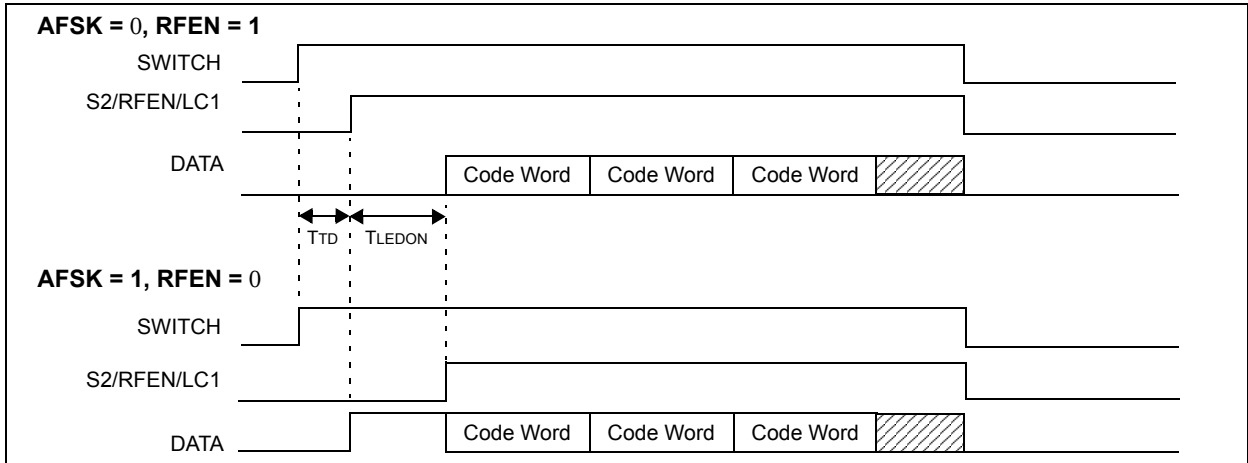 AFSK = 0, RFEN = 1
SWITCH
S2/RFEN/LC1
DATA
Code Word Code Word Code Word
TTD TLEDON
AFSK = 1, RFEN = 0
SWITCH
S2/RFEN/LC1
DATA
Code Word Code Word Code Word